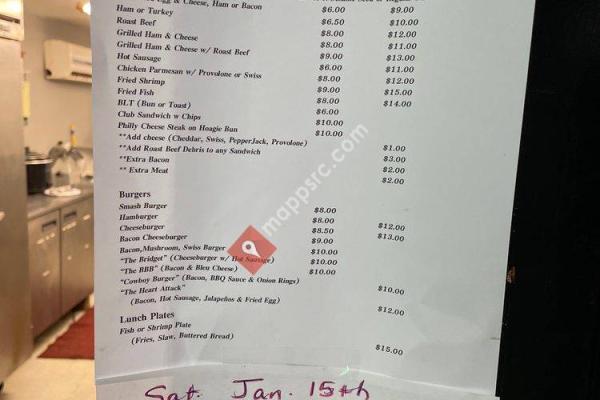 Egg & Cheese, Ham or Bacon $6.00 $9.00
Ham or Turkey $6.50 $10.00
Roast Beef $8.00 $12.00
Grilled Ham & Cheese $8.00 $11.00
Grilled Ham & Cheese w/ Roast Beef $9.00 $13.00
Hot Sausage $6.00 $11.00
Chicken Parmesan w/ Provolone or Swiss $8.00 $12.00
Fried Shrimp $9.00 $15.00
Fried Fish $8.00 $14.00
BLT (Bun or Toast) $6.00
Club Sandwich w Chips $10.00
Philly Cheese Steak on Hoagie Bun $10.00
**Add cheese (Cheddar, Swiss, PepperJack, Provolone) $1.00
**Add Roast Beef Debris to any Sandwich $3.00
**Extra Bacon $2.00
** Extra Meat $2.00
Burgers
Smash Burger $8.00
Hamburger $8.00 $12.00
Cheeseburger $8.50 $13.00
Bacon Cheeseburger $9.00
Bacon,Mushroom, Swiss Burger $10.00
"The Bridget" (Cheeseburger w/ Hot Sausage) $10.00
"The BBB" (Bacon & Bleu Cheese) $10.00
"Cowboy Burger" (Bacon, BBQ Sauce & Onion Rings) $10.00
"The Heart Attack"
(Bacon, Hot Sausage, Jalapeños & Fried Egg) $12.00
Lunch Plates
Fish or Shrimp Plate
(Fries, Slaw, Buttered Bread) $15.00
Sat. Jan. 15th
mappsrc.com